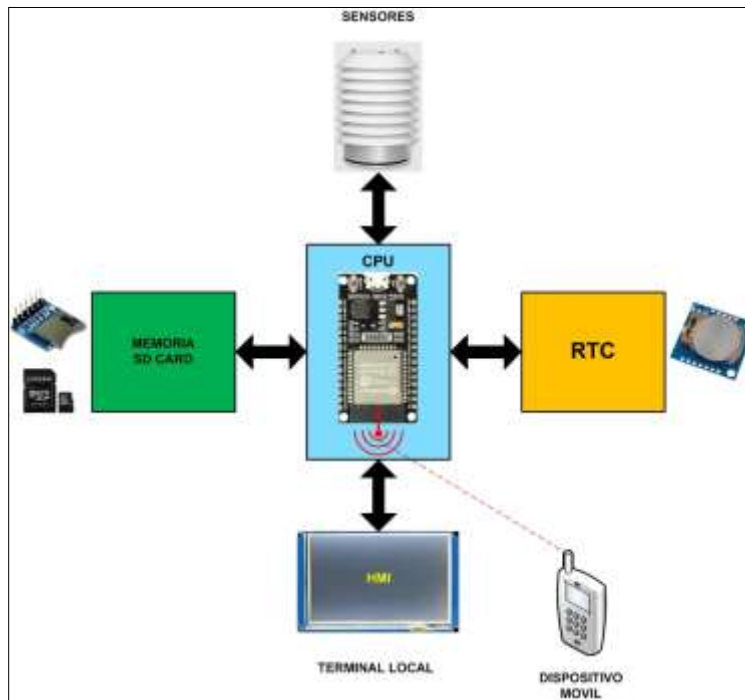 SENSORES
CPU
MEMORIA
SD CARD
RTC
HMI
TERMINAL LOCAL
DISPOSITIVO
MOVIL